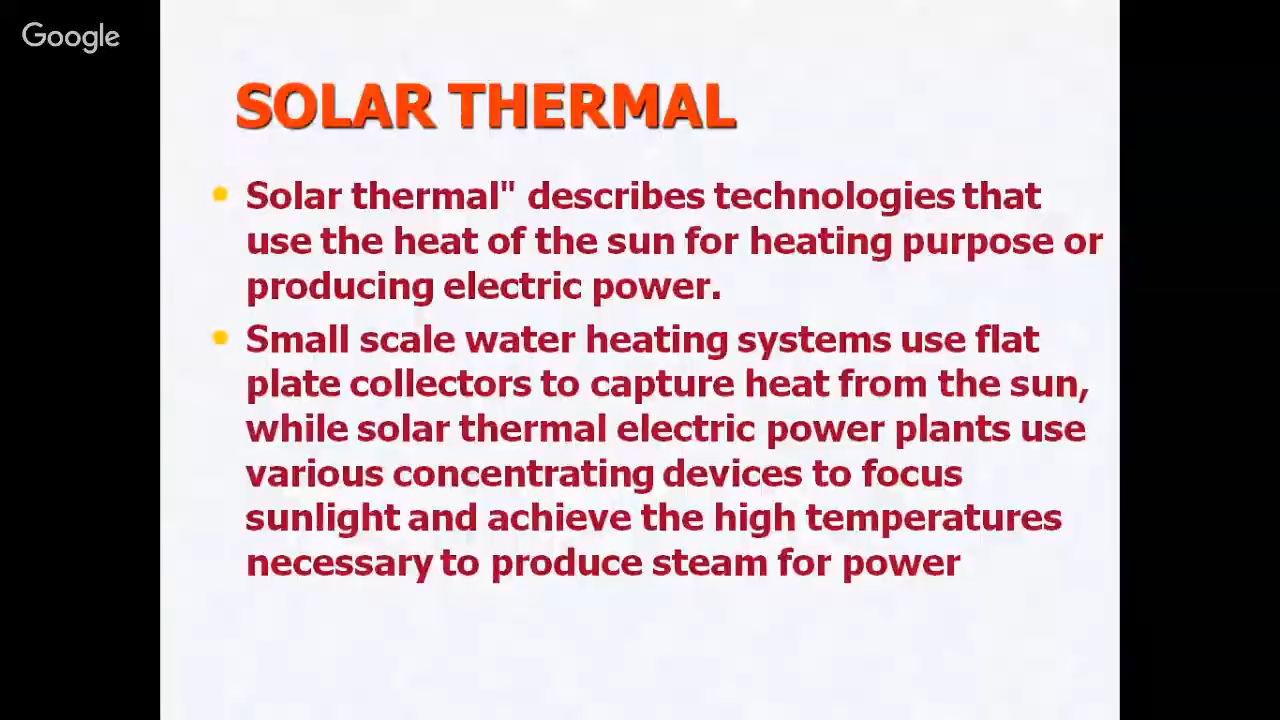 Google
SOLAR THERMAL
Solar thermal" describes technologies that
use the heat of the sun for heating purpose or
producing electric power.
Small scale water heating systems use flat
plate collectors to capture heat from the sun,
while solar thermal electric power plants use
various concentrating devices to focus
sunlight and achieve the high temperatures
necessary to produce steam for power